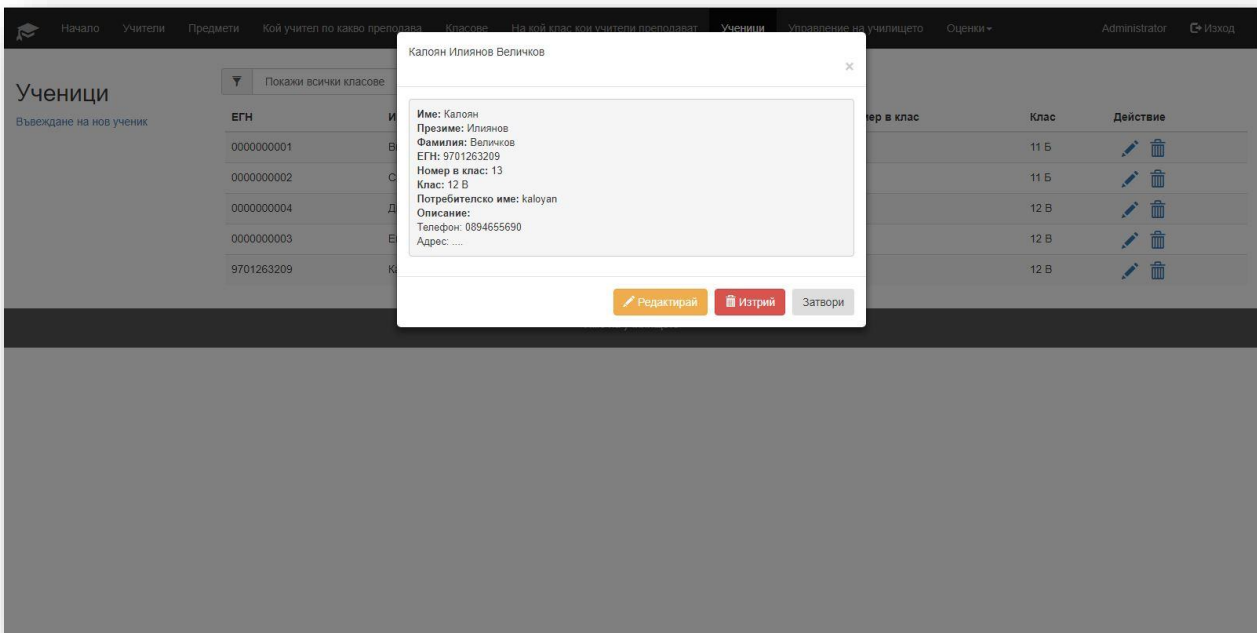 Начало Учители Предмети Кой учител по какво преподава Класове На кой клас кои учители преподават Ученици Управление на училището Оценки Administrator Изход
Калоян Илиянов Величков
×
Ученици
Въвеждане на нов ученик
Покажи всички класове
Име: Калоян
Презиме: Илиянов
Фамилия: Величков
ЕГН: 9701263209
Номер в клас: 13
Клас: 12 В
Потребителско име: kaloyan
Описание:
Телефон: 0894655690
Адрес: ....
Редактирай Изтрий Затвори
ЕГН в клас Клас Действие
0000000001 11 Б
0000000002 11 Б
0000000004 12 В
0000000003 12 В
9701263209 12 В